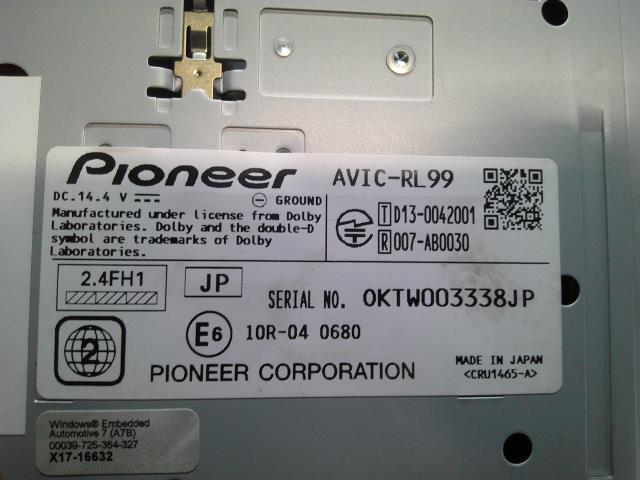 Pioneer AVIC-RL99
DC.14.4 V GROUND
Manufactured under license from Dolby
Laboratories. Dolby and the double-D
symbol are trademarks of Dolby
Laboratories.
T D13-0042001
R 007-AB0030
2.4FH1 JP
SERIAL NO. OKTW003338JP
2
E6 10R-04 0680
PIONEER CORPORATION
MADE IN JAPAN
<CRU1465-A>
Windows® Embedded
Automotive 7 (A7B)
00039-725-364-327
X17-16632